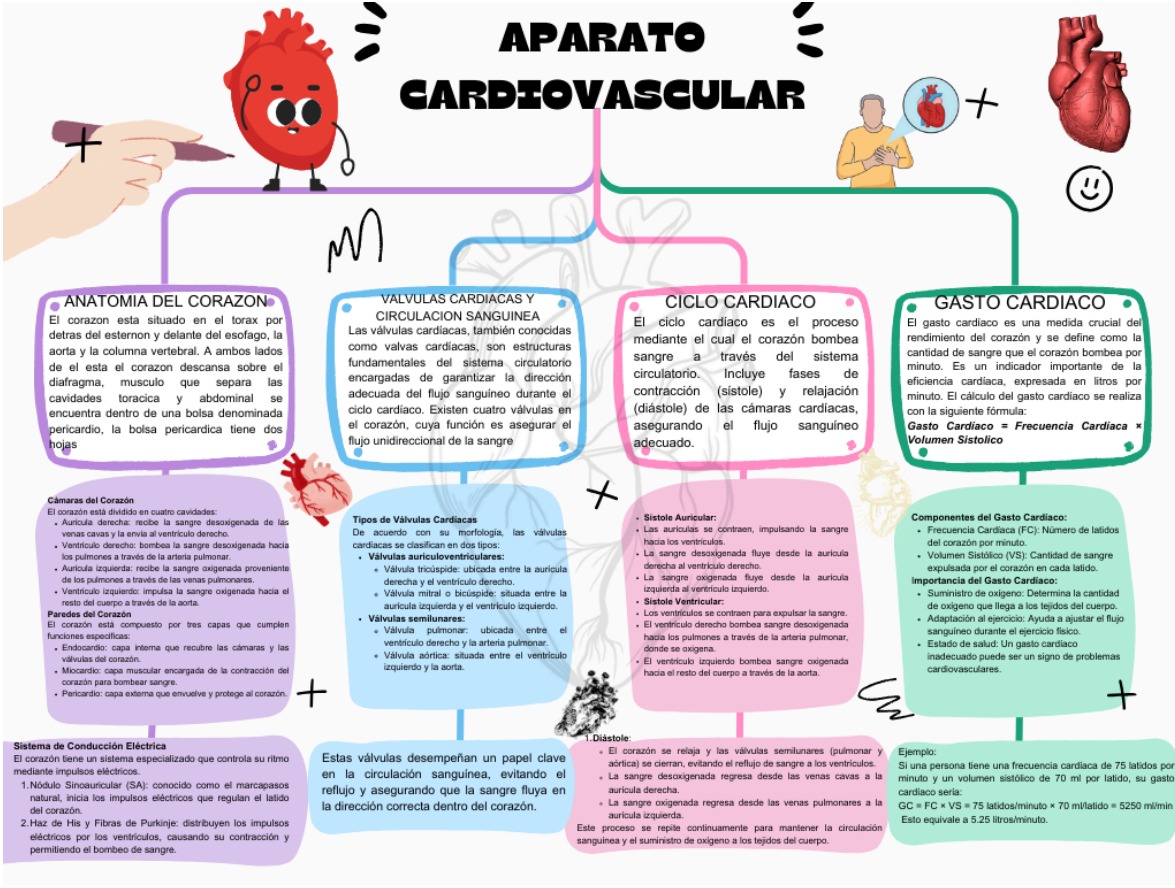 APARATO
CARDIOVASCULAR
ANATOMIA DEL CORAZON
El corazon esta situado en el torax por
detras del esternon y delante del esofago, la
aorta y la columna vertebral. A ambos lados
de el esta el corazon descansa sobre el
diafragma, musculo que separa las
cavidades toracica y abdominal se
encuentra dentro de una bolsa denominada
pericardio, la bolsa pericardica tiene dos
hojas
Cámaras del Corazón
El corazón está dividido en cuatro cavidades:
• Aurícula derecha: recibe la sangre desoxigenada de las
venas cavas y la envía al ventrículo derecho.
• Ventrículo derecho: bombea la sangre desoxigenada hacia
los pulmones a través de la arteria pulmonar.
• Aurícula izquierda: recibe la sangre oxigenada proveniente
de los pulmones a través de las venas pulmonares.
• Ventrículo izquierdo: impulsa la sangre oxigenada hacia el
resto del cuerpo a través de la aorta.
Paredes del Corazón
El corazón está compuesto por tres capas que cumplen
funciones específicas:
• Endocardio: capa interna que recubre las cámaras y las
válvulas del corazón.
• Miocardio: capa muscular encargada de la contracción del
corazón para bombear sangre.
• Pericardio: capa externa que envuelve y protege al corazón.
Sistema de Conducción Eléctrica
El corazón tiene un sistema especializado que controla su ritmo
mediante impulsos eléctricos.
1. Nódulo Sinoauricular (SA): conocido como el marcapasos
natural, inicia los impulsos eléctricos que regulan el latido
del corazón.
2. Haz de His y Fibras de Purkinje: distribuyen los impulsos
eléctricos por los ventrículos, causando su contracción y
permitiendo el bombeo de sangre.
VALVULAS CARDIACAS Y
CIRCULACION SANGUINEA
Las válvulas cardíacas, también conocidas
como valvas cardíacas, son estructuras
fundamentales del sistema circulatorio
encargadas de garantizar la dirección
adecuada del flujo sanguíneo durante el
ciclo cardíaco. Existen cuatro válvulas en
el corazón, cuya función es asegurar el
flujo unidireccional de la sangre
Tipos de Válvulas Cardíacas
De acuerdo con su morfología, las válvulas
cardíacas se clasifican en dos tipos:
• Válvulas auriculoventriculares:
◦ Válvula tricúspide: ubicada entre la aurícula
derecha y el ventrículo derecho.
◦ Válvula mitral o bicúspide: situada entre la
aurícula izquierda y el ventrículo izquierdo.
• Válvulas semilunares:
◦ Válvula pulmonar: ubicada entre el
ventrículo derecho y la arteria pulmonar.
◦ Válvula aórtica: situada entre el ventrículo
izquierdo y la aorta.
Estas válvulas desempeñan un papel clave
en la circulación sanguínea, evitando el
reflujo y asegurando que la sangre fluya en
la dirección correcta dentro del corazón.
CICLO CARDIACO
El ciclo cardíaco es el proceso
mediante el cual el corazón bombea
sangre a través del sistema
circulatorio. Incluye fases de
contracción (sístole) y relajación
(diástole) de las cámaras cardíacas,
asegurando el flujo sanguíneo
adecuado.
• Sístole Auricular:
• Las aurículas se contraen, impulsando la sangre
hacia los ventrículos.
• La sangre desoxigenada fluye desde la aurícula
derecha al ventrículo derecho.
• La sangre oxigenada fluye desde la aurícula
izquierda al ventrículo izquierdo.
• Sístole Ventricular:
• Los ventrículos se contraen para expulsar la sangre.
• El ventrículo derecho bombea sangre desoxigenada
hacia los pulmones a través de la arteria pulmonar,
donde se oxigena.
• El ventrículo izquierdo bombea sangre oxigenada
hacia el resto del cuerpo a través de la aorta.
1. Diástole:
◦ El corazón se relaja y las válvulas semilunares (pulmonar y
aórtica) se cierran, evitando el reflujo de sangre a los ventrículos.
◦ La sangre desoxigenada regresa desde las venas cavas a la
aurícula derecha.
◦ La sangre oxigenada regresa desde las venas pulmonares a la
aurícula izquierda.
Este proceso se repite continuamente para mantener la circulación
sanguínea y el suministro de oxígeno a los tejidos del cuerpo.
GASTO CARDIACO
El gasto cardíaco es una medida crucial del
rendimiento del corazón y se define como la
cantidad de sangre que el corazón bombea por
minuto. Es un indicador importante de la
eficiencia cardíaca, expresada en litros por
minuto. El cálculo del gasto cardíaco se realiza
con la siguiente fórmula:
Gasto Cardíaco = Frecuencia Cardíaca ×
Volumen Sistolico
Componentes del Gasto Cardíaco:
• Frecuencia Cardíaca (FC): Número de latidos
del corazón por minuto.
• Volumen Sistólico (VS): Cantidad de sangre
expulsada por el corazón en cada latido.
Importancia del Gasto Cardíaco:
• Suministro de oxígeno: Determina la cantidad
de oxígeno que llega a los tejidos del cuerpo.
• Adaptación al ejercicio: Ayuda a ajustar el flujo
sanguíneo durante el ejercicio físico.
• Estado de salud: Un gasto cardíaco
inadecuado puede ser un signo de problemas
cardiovasculares.
Ejemplo:
Si una persona tiene una frecuencia cardíaca de 75 latidos por
minuto y un volumen sistólico de 70 ml por latido, su gasto
cardíaco sería:
GC = FC × VS = 75 latidos/minuto × 70 ml/latido = 5250 ml/min
Esto equivale a 5.25 litros/minuto.